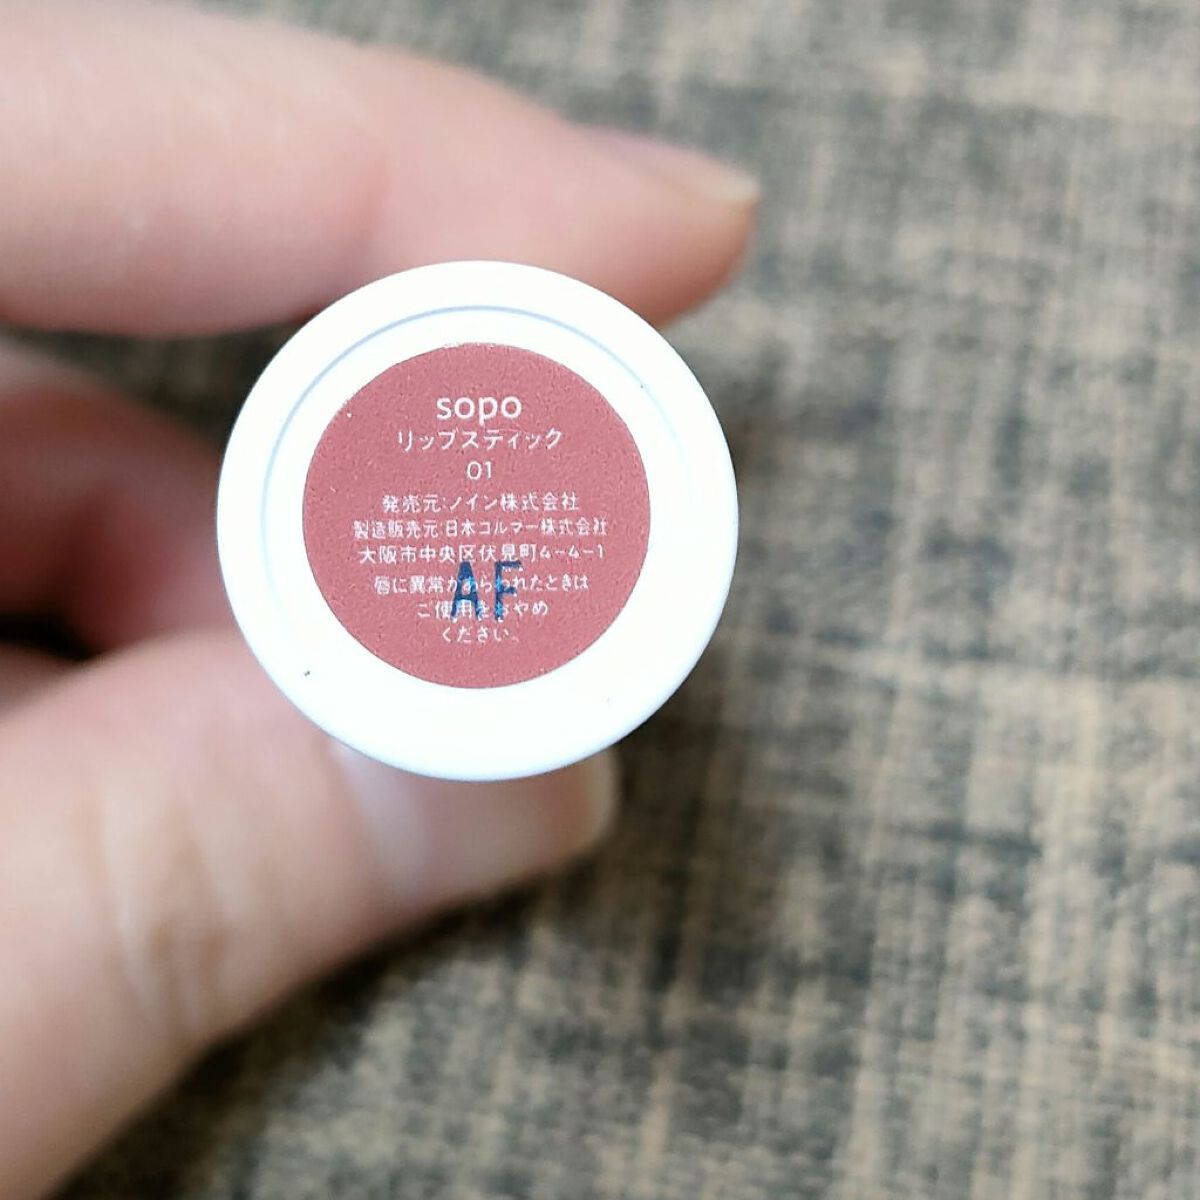 sopo
リップスティック
01
発売元:ノイン株式会社
製造販売元:日本コルマー株式会社
大阪市中央区伏見町4-4-1
唇に異常があらわれたときは
ご使用をおやめ
ください。
AF